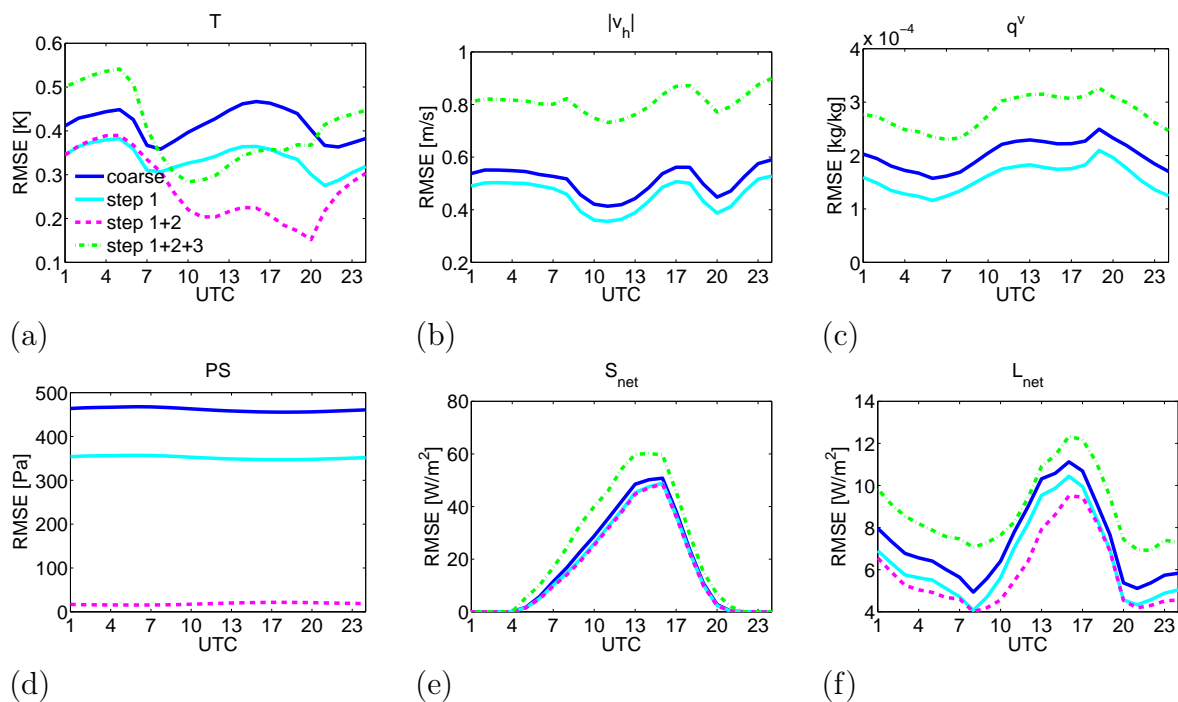 T
RMSE [K]
0.6
0.5
0.4
0.3
0.2
0.1
coarse
step 1
step 1+2
step 1+2+3
1 4 7 10 13 17 20 23
UTC
(a)
|v_h|
RMSE [m/s]
1
0.8
0.6
0.4
0.2
1 4 7 10 13 17 20 23
UTC
(b)
q^v
x 10^-4
RMSE [kg/kg]
4
3
2
1
0
1 4 7 10 13 17 20 23
UTC
(c)
PS
RMSE [Pa]
500
400
300
200
100
0
1 4 7 10 13 17 20 23
UTC
(d)
S_net
RMSE [W/m²]
80
60
40
20
0
1 4 7 10 13 17 20 23
UTC
(e)
L_net
RMSE [W/m²]
14
12
10
8
6
4
1 4 7 10 13 17 20 23
UTC
(f)